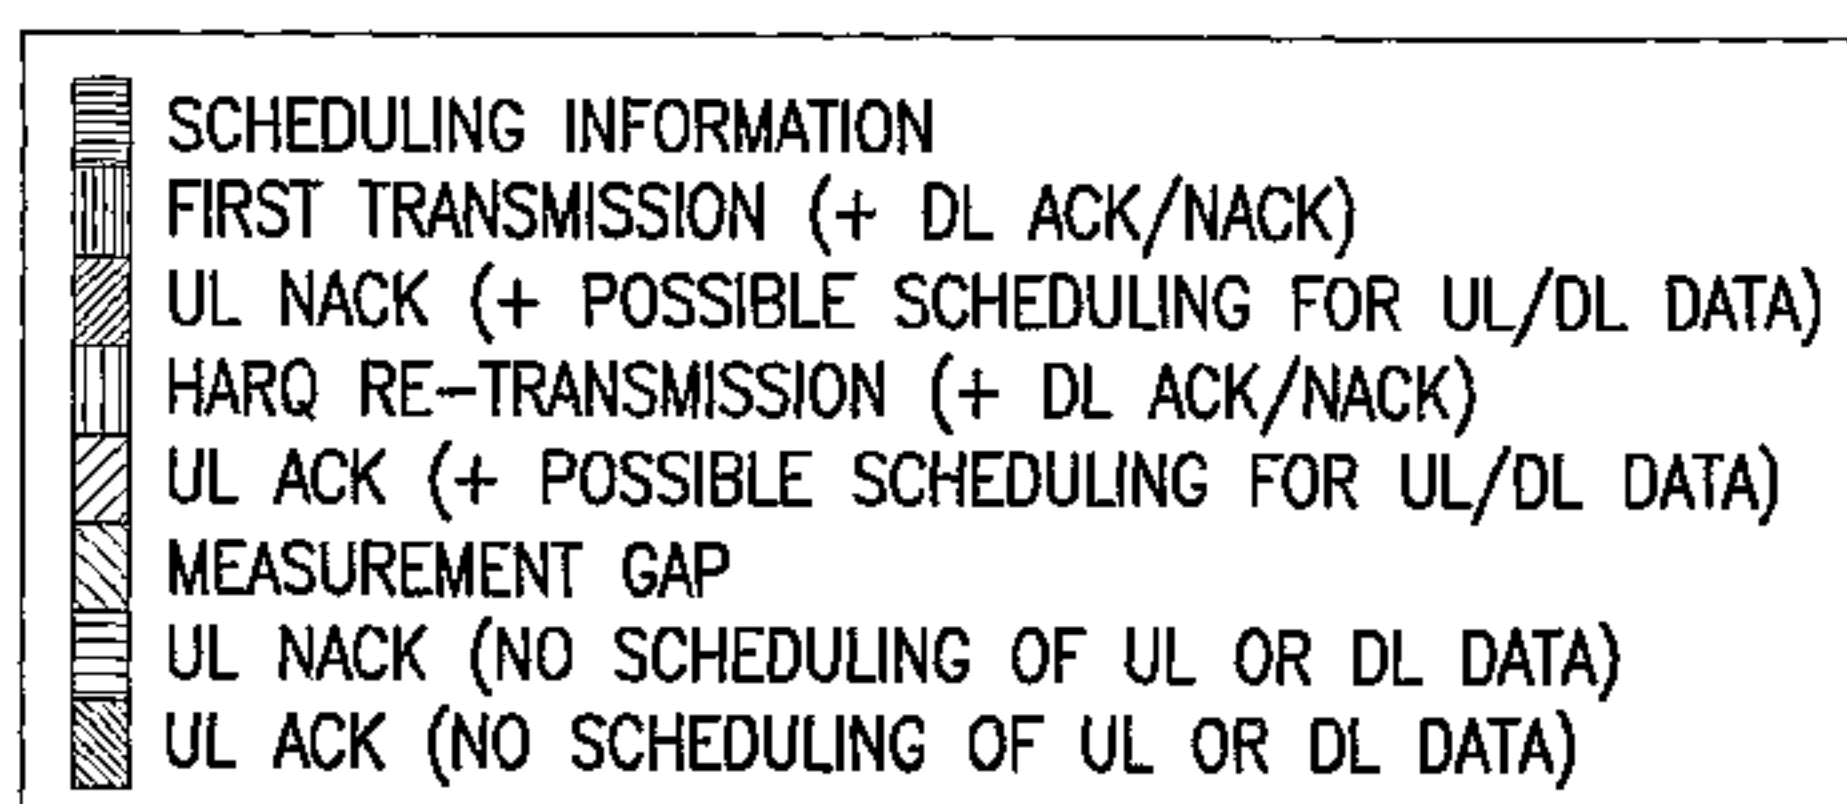 SCHEDULING INFORMATION
FIRST TRANSMISSION (+ DL ACK/NACK)
UL NACK (+ POSSIBLE SCHEDULING FOR UL/DL DATA)
HARQ RE-TRANSMISSION (+ DL ACK/NACK)
UL ACK (+ POSSIBLE SCHEDULING FOR UL/DL DATA)
MEASUREMENT GAP
UL NACK (NO SCHEDULING OF UL OR DL DATA)
UL ACK (NO SCHEDULING OF UL OR DL DATA)